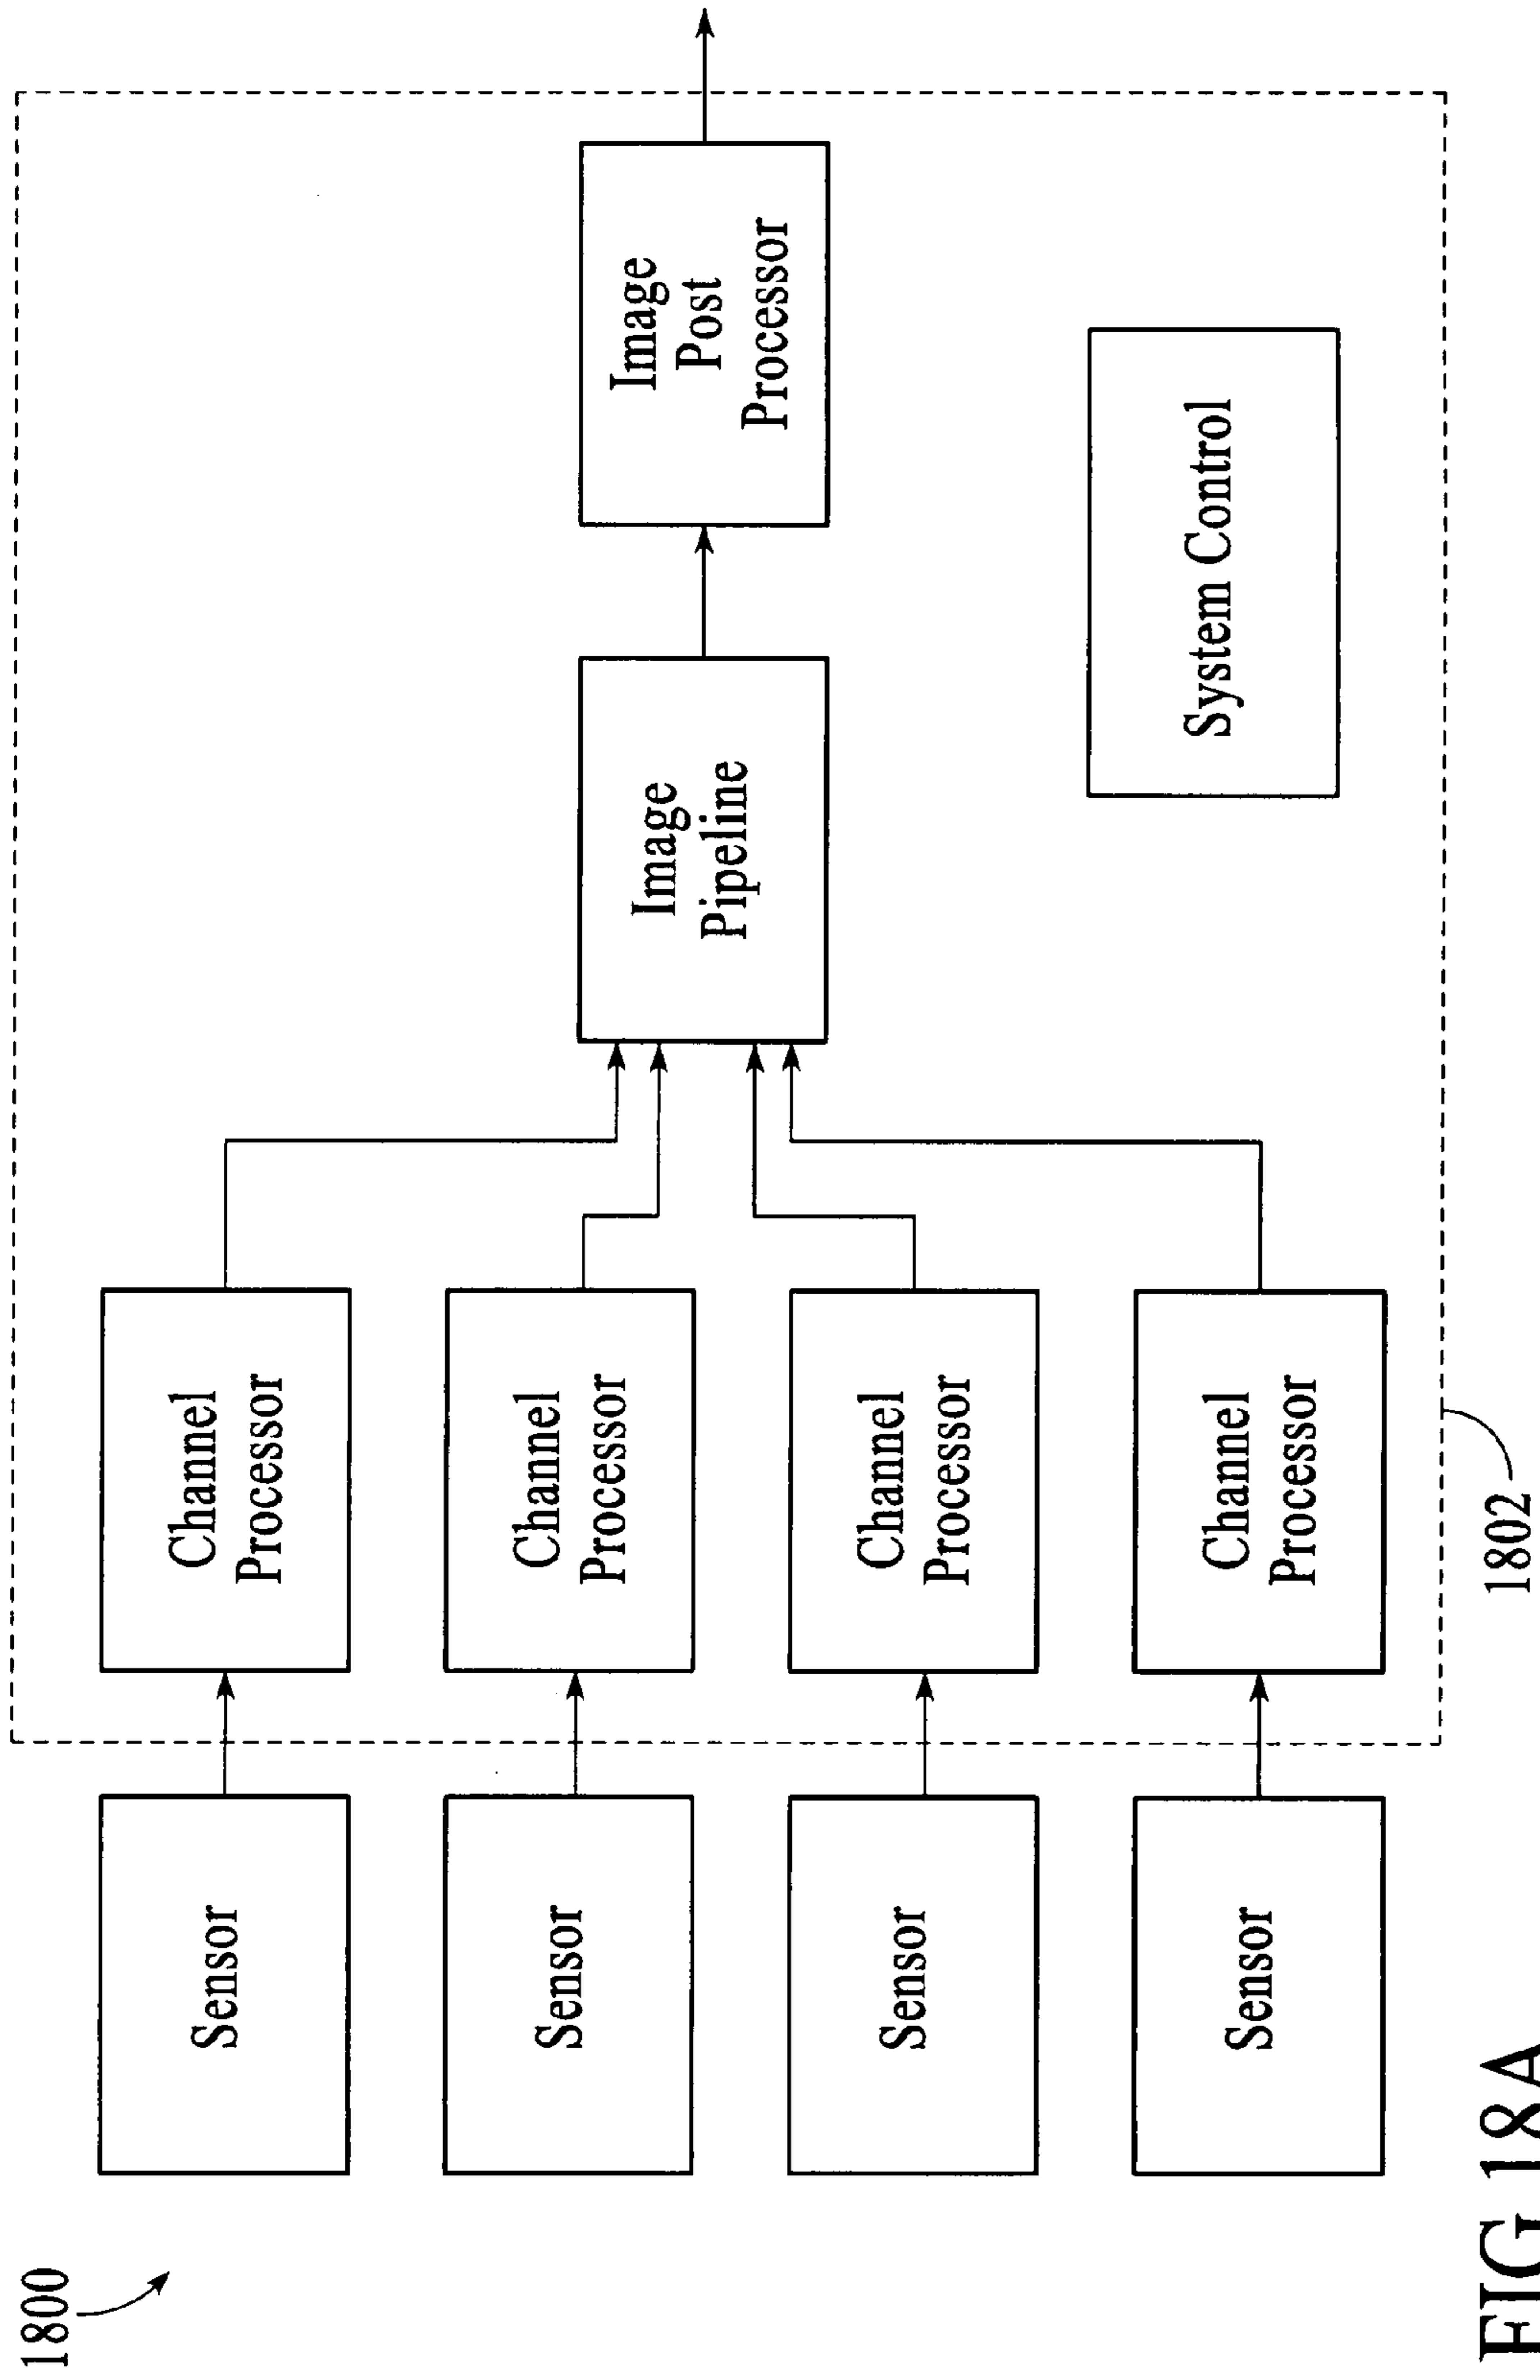 1800
Sensor
Channel
Processor
Sensor
Channel
Processor
Image
Pipeline
Image
Post
Processor
Sensor
Channel
Processor
Sensor
Channel
Processor
System Control
1802
FIG 18A